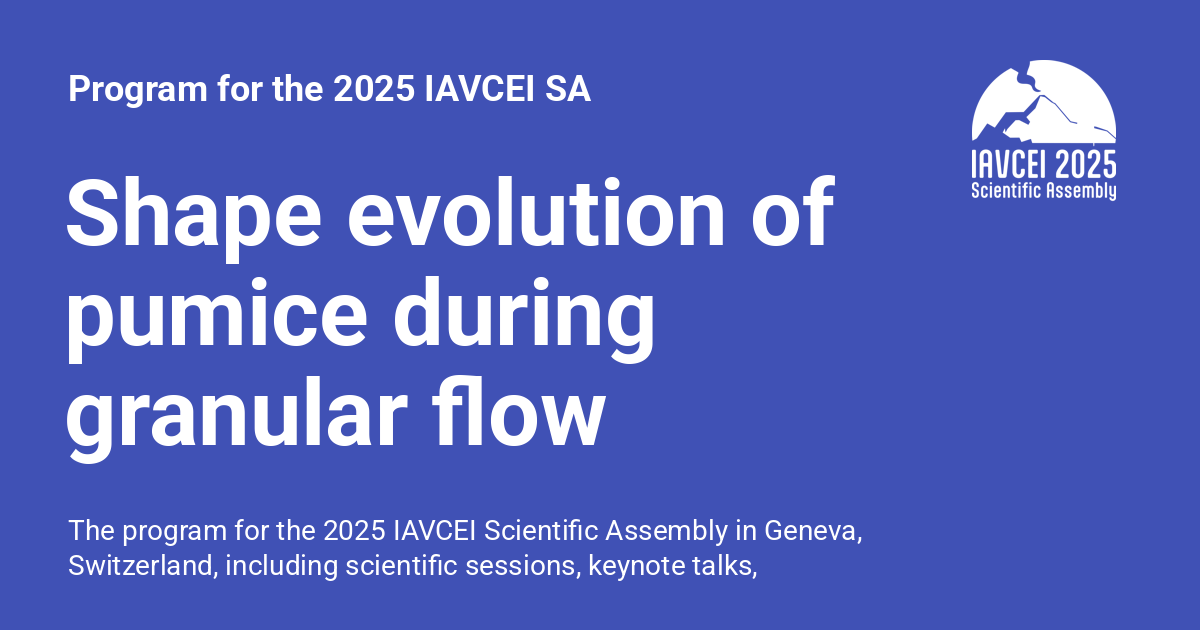 Program for the 2025 IAVCEI SA
IAVCEI 2025
Scientific Assembly
Shape evolution of
pumice during
granular flow
The program for the 2025 IAVCEI Scientific Assembly in Geneva,
Switzerland, including scientific sessions, keynote talks,